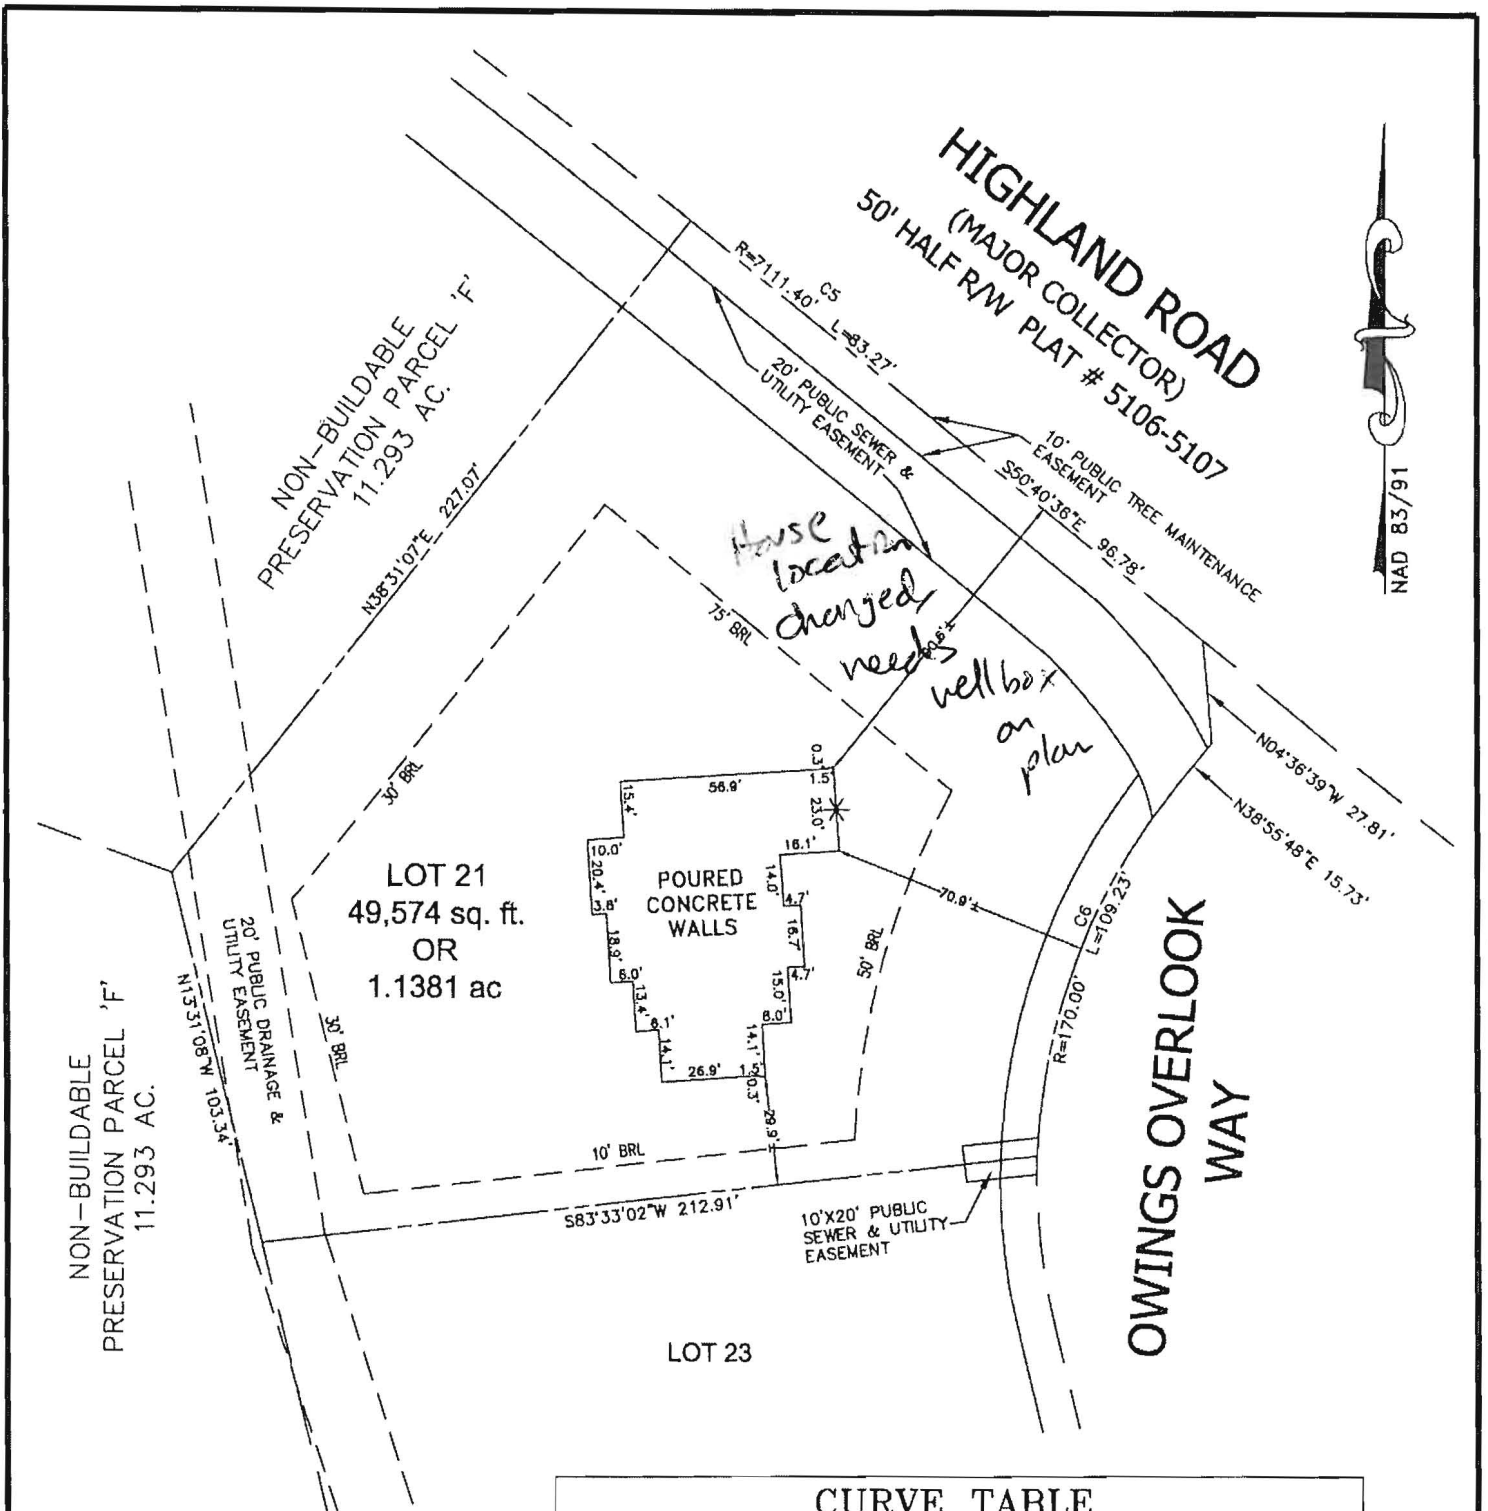 HIGHLAND ROAD
(MAJOR COLLECTOR)
50' HALF R/W PLAT # 5106-5107
NAD 83/91
R=7111.40'
C5
L=83.27'
20' PUBLIC SEWER &
UTILITY EASEMENT
10' PUBLIC TREE MAINTENANCE
EASEMENT
S50°40'36"E 96.78'
NON-BUILDABLE
PRESERVATION PARCEL 'F'
11.293 AC.
N38°31'07"E 227.07'
House
location
changed,
needs
wellbox
on
plan
75' BRL
30' BRL
N04°36'39"W 27.81'
N38°55'48"E 15.73'
0.3'
1.5'
56.9'
15.4'
23.0'
10.0'
16.1'
20.4'
14.0'
3.8'
4.7'
18.9'
16.7'
6.0'
4.7'
13.4'
15.0'
6.1'
6.0'
14.1'
14.1'
26.9'
1.5'
0.3'
29.9'±
POURED
CONCRETE
WALLS
LOT 21
49,574 sq. ft.
OR
1.1381 ac
70.9'±
C6
L=109.23'
R=170.00'
50' BRL
20' PUBLIC DRAINAGE &
UTILITY EASEMENT
N13°31'08"W 103.34'
30' BRL
NON-BUILDABLE
PRESERVATION PARCEL 'F'
11.293 AC.
10' BRL
S83°33'02"W 212.91'
10'X20' PUBLIC
SEWER & UTILITY
EASEMENT
OWINGS OVERLOOK
WAY
LOT 23
CURVE TABLE